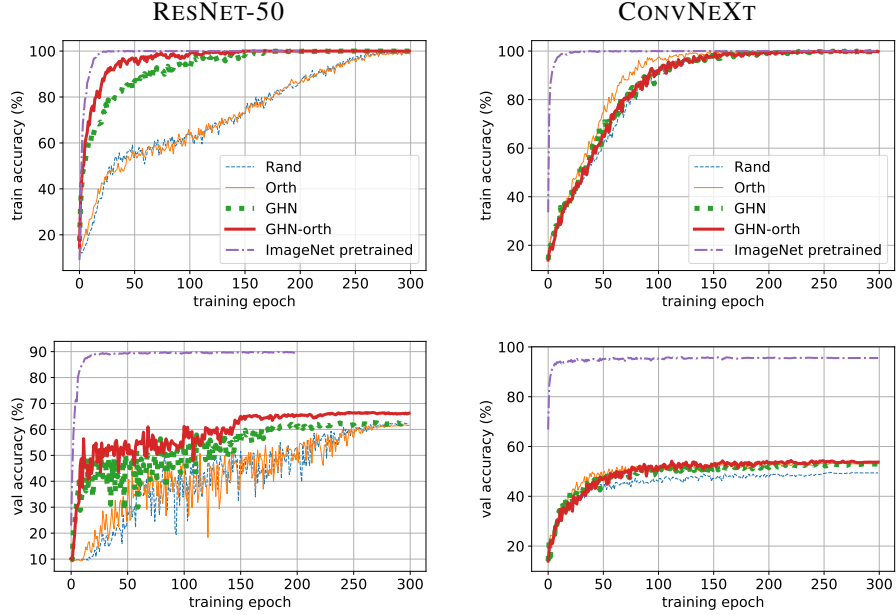 RESNET-50
CONVNEXT
100
80
60
40
20
train accuracy (%)
Rand
Orth
GHN
GHN-orth
ImageNet pretrained
0 50 100 150 200 250 300
training epoch
100
80
60
40
20
train accuracy (%)
Rand
Orth
GHN
GHN-orth
ImageNet pretrained
0 50 100 150 200 250 300
training epoch
90
80
70
60
50
40
30
20
10
val accuracy (%)
0 50 100 150 200 250 300
training epoch
100
80
60
40
20
val accuracy (%)
0 50 100 150 200 250 300
training epoch